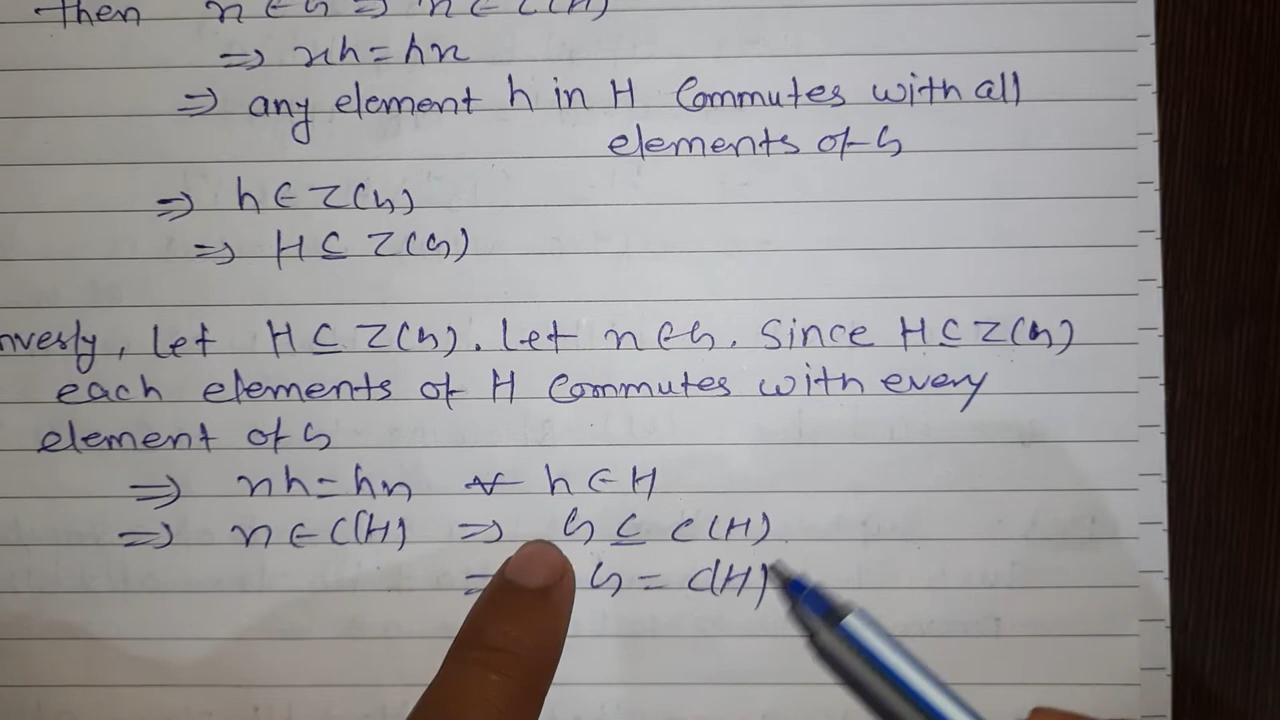 Then x ∈ G ⇒ x ∈ C(H)
⇒ xh = hx
⇒ any element h in H Commutes with all
elements of G
⇒ h ∈ Z(G)
⇒ H ⊆ Z(G)
nversly, let H ⊆ Z(G). Let x ∈ G. Since H ⊆ Z(G)
each elements of H Commutes with every
element of G
⇒ xh = hx ∀ h ∈ H
⇒ x ∈ C(H) ⇒ G ⊆ C(H)
⇒ G = C(H)